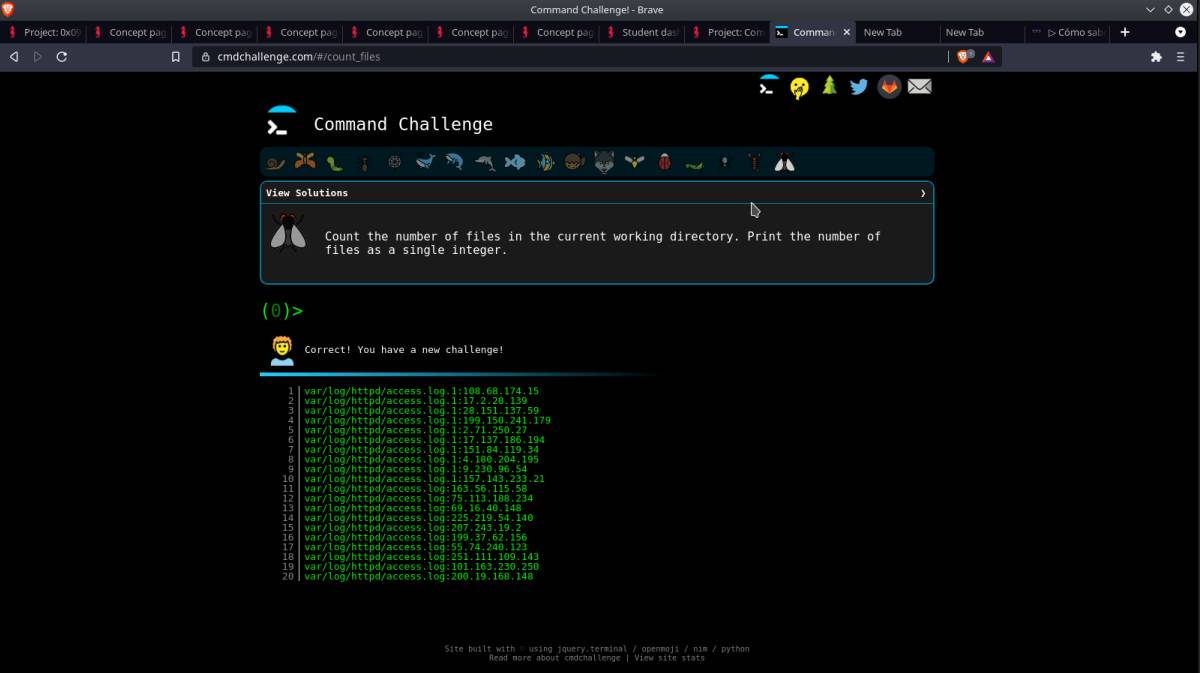 Command Challenge! - Brave
Project: 0x09
Concept pag
Concept pag
Concept pag
Concept pag
Concept pag
Concept pag
Student das
Project: Com
Comman
New Tab
New Tab
▷ Cómo sab
cmdchallenge.com/#/count_files
Command Challenge
View Solutions
Count the number of files in the current working directory. Print the number of
files as a single integer.
(0)>
Correct! You have a new challenge!
1 var/log/httpd/access.log.1:108.68.174.15
2 var/log/httpd/access.log.1:17.2.20.139
3 var/log/httpd/access.log.1:28.151.137.59
4 var/log/httpd/access.log.1:199.150.241.179
5 var/log/httpd/access.log.1:2.71.250.27
6 var/log/httpd/access.log.1:17.137.186.194
7 var/log/httpd/access.log.1:151.84.119.34
8 var/log/httpd/access.log.1:4.180.204.195
9 var/log/httpd/access.log.1:9.230.96.54
10 var/log/httpd/access.log.1:157.143.233.21
11 var/log/httpd/access.log:163.56.115.58
12 var/log/httpd/access.log:75.113.188.234
13 var/log/httpd/access.log:69.16.40.148
14 var/log/httpd/access.log:225.219.54.140
15 var/log/httpd/access.log:207.243.19.2
16 var/log/httpd/access.log:199.37.62.156
17 var/log/httpd/access.log:55.74.240.123
18 var/log/httpd/access.log:251.111.109.143
19 var/log/httpd/access.log:101.163.230.250
20 var/log/httpd/access.log:200.19.168.148
Site built with using jquery.terminal / openmoji / nim / python
Read more about cmdchallenge | View site stats